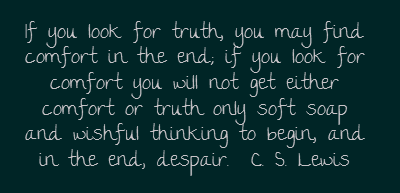 If you look for truth, you may find
comfort in the end; if you look for
comfort you will not get either
comfort or truth only soft soap
and wishful thinking to begin, and
in the end, despair. C. S. Lewis